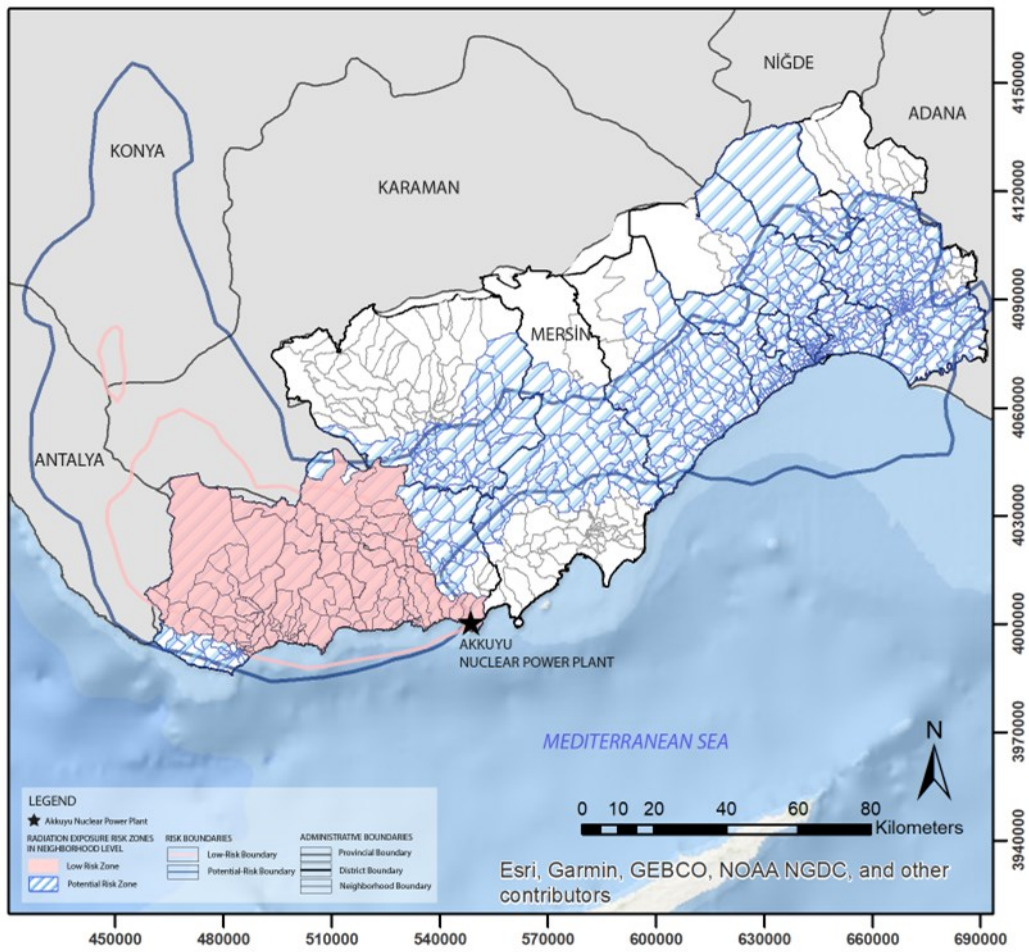 NİĞDE
ADANA
KONYA
KARAMAN
MERSİN
ANTALYA
AKKUYU
NUCLEAR POWER PLANT
MEDITERRANEAN SEA
N
0 10 20 40 60 80
Kilometers
Esri, Garmin, GEBCO, NOAA NGDC, and other
contributors
LEGEND
Akkuyu Nuclear Power Plant
RADIATION EXPOSURE RISK ZONES
IN NEIGHBORHOOD LEVEL
Low Risk Zone
Potential Risk Zone
RISK BOUNDARIES
Low-Risk Boundary
Potential-Risk Boundary
ADMINISTRATIVE BOUNDARIES
Provincial Boundary
District Boundary
Neighborhood Boundary
4150000
4120000
4090000
4060000
4030000
4000000
3970000
3940000
450000 480000 510000 540000 570000 600000 630000 660000 690000